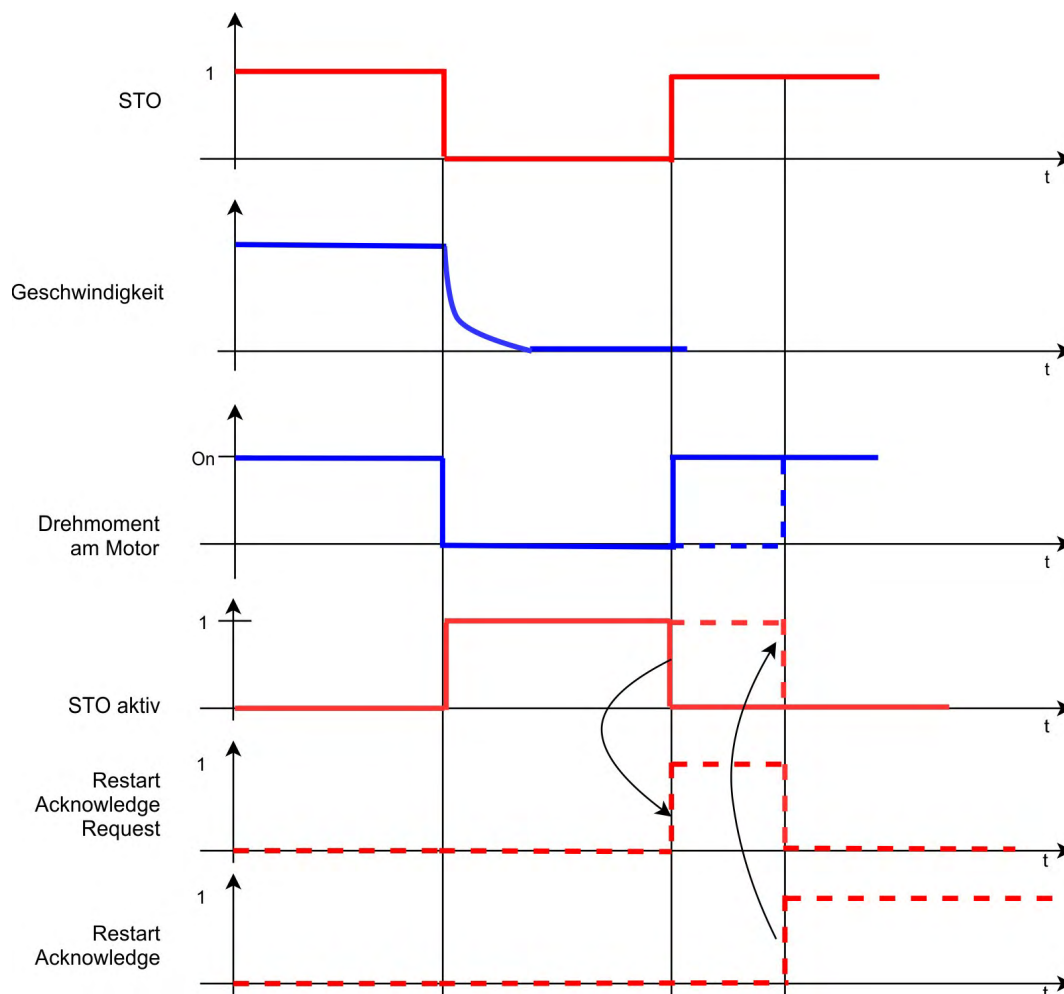 1
STO
t
Geschwindigkeit
t
On
Drehmoment
am Motor
t
1
STO aktiv
t
1
Restart
Acknowledge
Request
t
1
Restart
Acknowledge
t